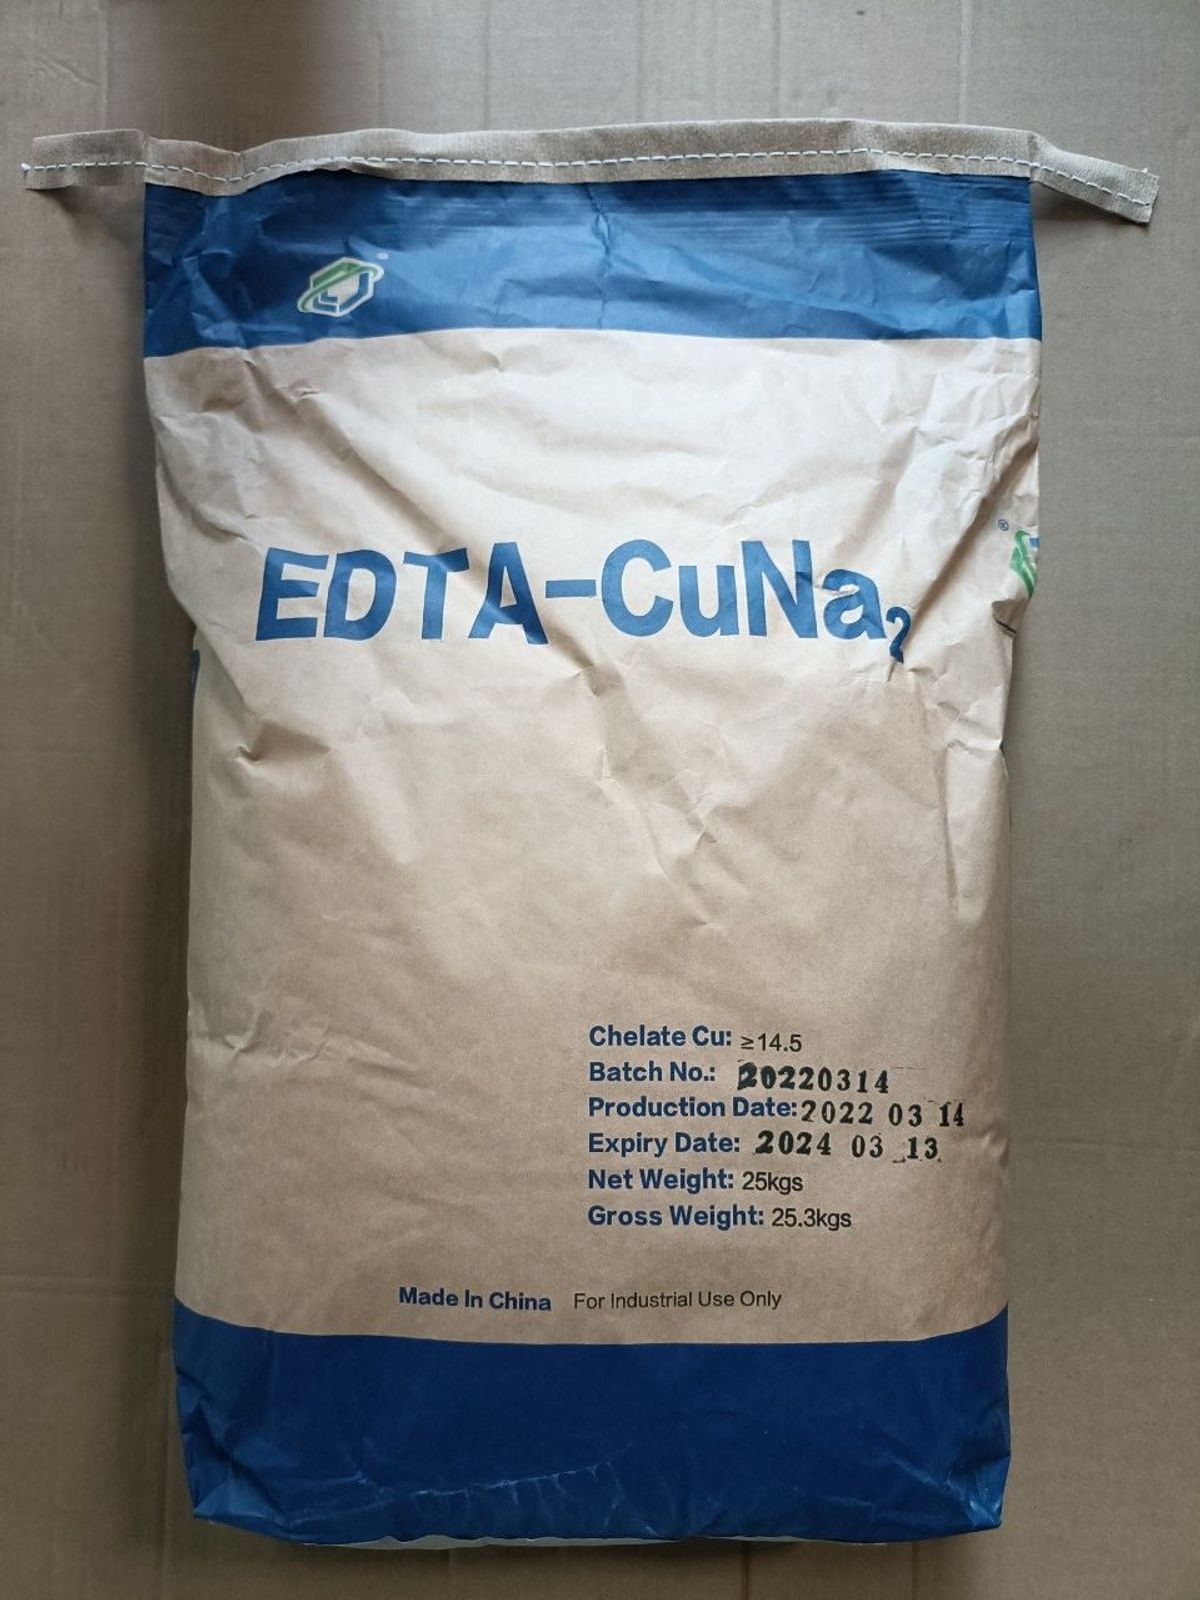 EDTA-CuNa₂
®
Chelate Cu: ≥14.5
Batch No.: 20220314
Production Date: 2022 03 14
Expiry Date: 2024 03 13
Net Weight: 25kgs
Gross Weight: 25.3kgs
Made In China For Industrial Use Only